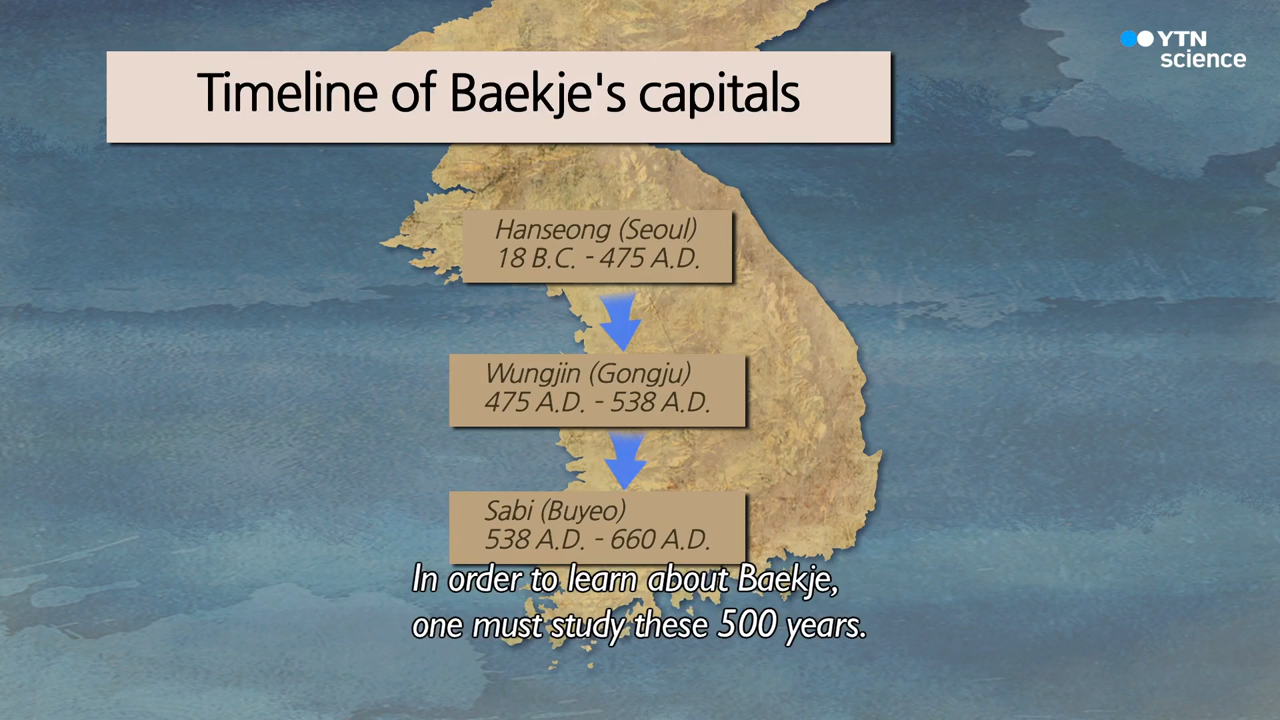 YTN
science
Timeline of Baekje's capitals
Hanseong (Seoul)
18 B.C. - 475 A.D.
Wungjin (Gongju)
475 A.D. - 538 A.D.
Sabi (Buyeo)
538 A.D. - 660 A.D.
In order to learn about Baekje,
one must study these 500 years.